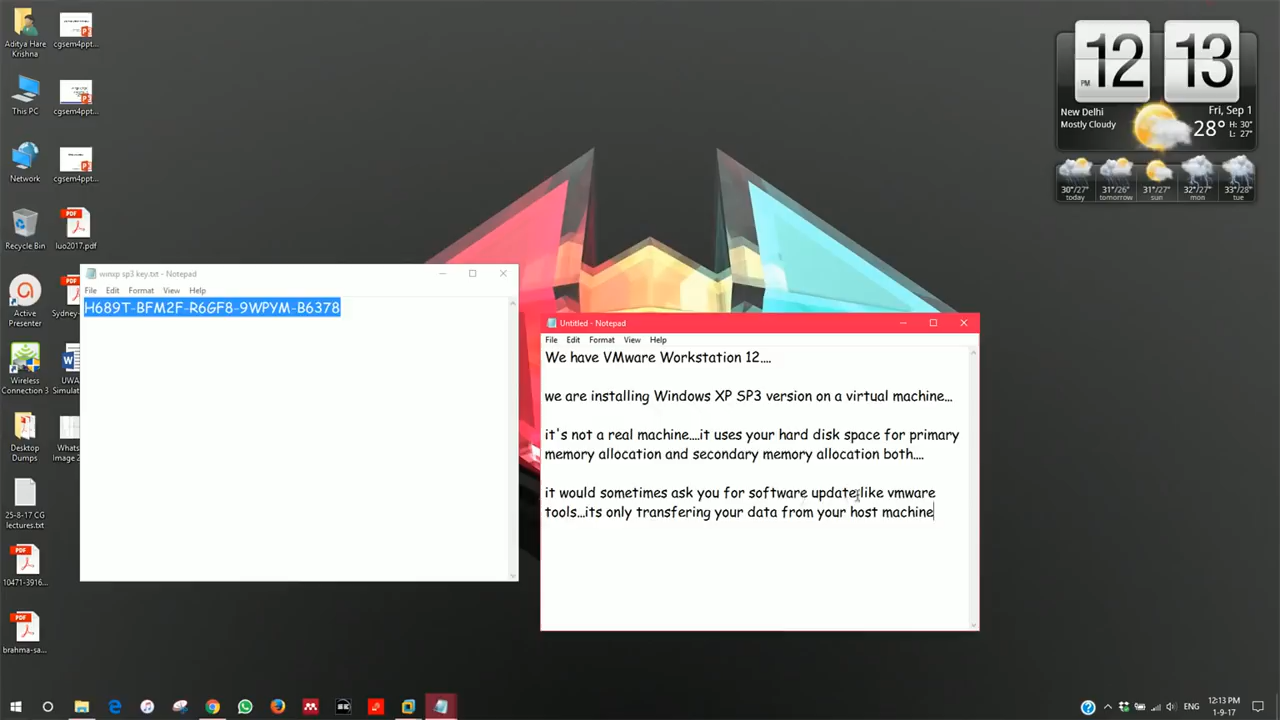 Aditya Hare
Krishna
cgsem4ppt...
This PC
cgsem4ppt...
Network
cgsem4ppt...
Recycle Bin
luo2017.pdf
Active
Presenter
Sydney-
Wireless
Connection 3
UWA
Simulat
Desktop
Dumps
Whats
Image 2
25-8-17 CG
lectures.txt
10471-3916...
brahma-sa...
12 13
PM
New Delhi
Mostly Cloudy
Fri, Sep 1
28°
H: 30°
L: 27°
30°/27° 31°/26 31°/27 32°/27 33°/28
today tomorrow sun mon tue
winxp sp3 key.txt - Notepad
File Edit Format View Help
H689T-BFM2F-R6GF8-9WPYM-B6378
Untitled - Notepad
File Edit Format View Help
We have VMware Workstation 12....
we are installing Windows XP SP3 version on a virtual machine...
it's not a real machine....it uses your hard disk space for primary
memory allocation and secondary memory allocation both....
it would sometimes ask you for software update like vmware
tools...its only transfering your data from your host machine
ENG
12:13 PM
1-9-17